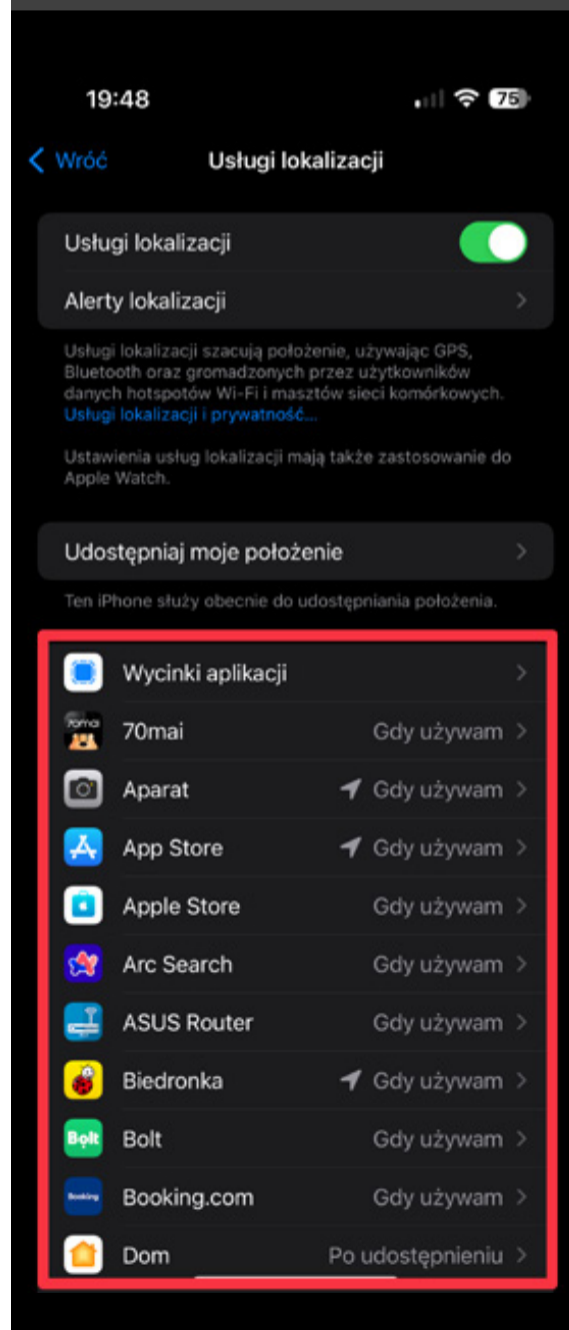 19:48
75
Wróć
Usługi lokalizacji
Usługi lokalizacji
Alerty lokalizacji
Usługi lokalizacji szacują położenie, używając GPS,
Bluetooth oraz gromadzonych przez użytkowników
danych hotspotów Wi-Fi i masztów sieci komórkowych.
Usługi lokalizacji i prywatność...
Ustawienia usług lokalizacji mają także zastosowanie do
Apple Watch.
Udostępniaj moje położenie
Ten iPhone służy obecnie do udostępniania położenia.
Wycinki aplikacji
70mai 70mai Gdy używam
Aparat Gdy używam
App Store Gdy używam
Apple Store Gdy używam
Arc Search Gdy używam
ASUS Router Gdy używam
Biedronka Gdy używam
Bolt Bolt Gdy używam
Booking Booking.com Gdy używam
Dom Po udostępnieniu